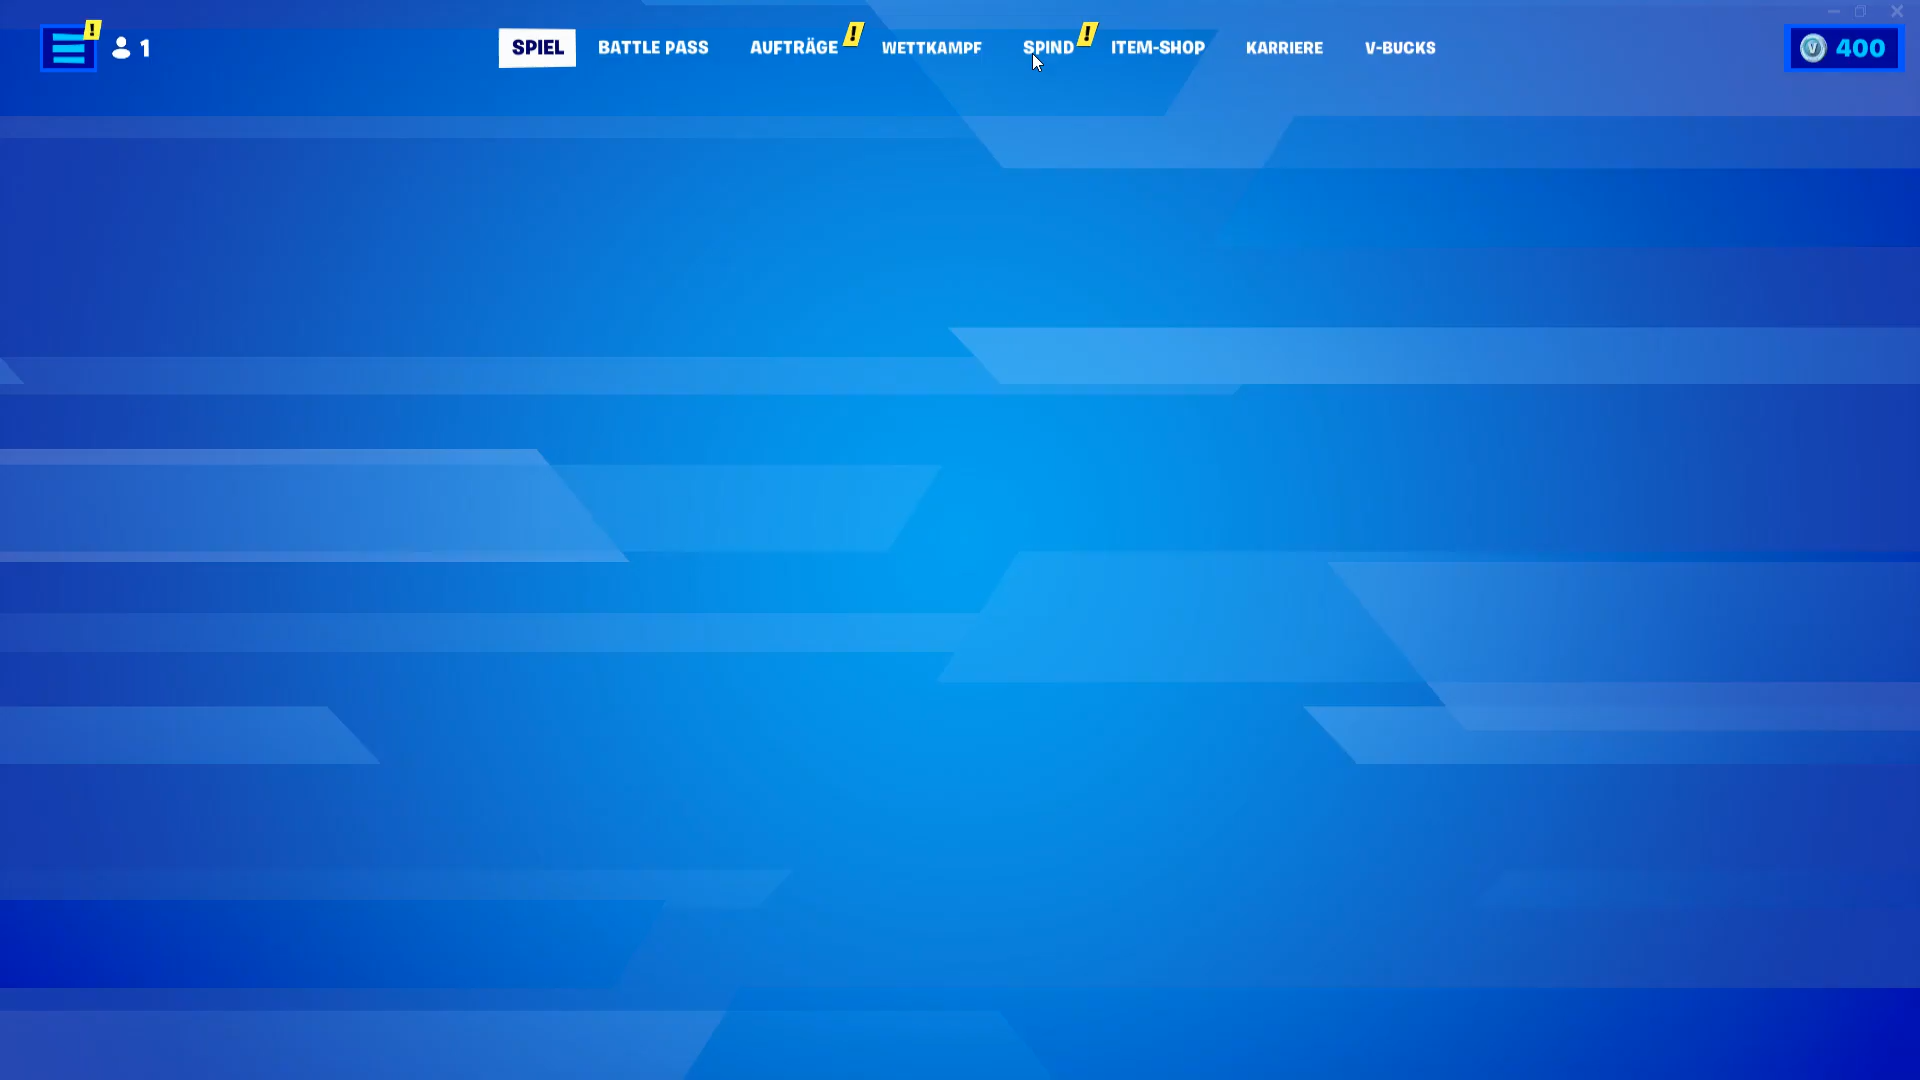 ! 1 SPIEL BATTLE PASS AUFTRÄGE ! WETTKAMPF SPIND ! ITEM-SHOP KARRIERE V-BUCKS V 400